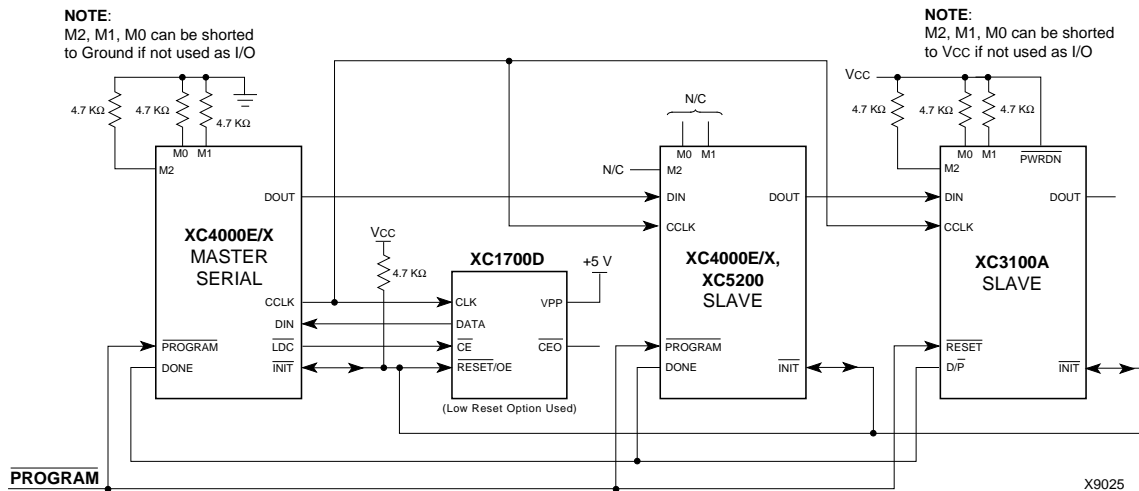 NOTE:
M2, M1, M0 can be shorted
to Ground if not used as I/O
NOTE:
M2, M1, M0 can be shorted
to VCC if not used as I/O
4.7 KΩ
4.7 KΩ
4.7 KΩ
M0 M1
M2
DOUT
XC4000E/X
MASTER
SERIAL
CCLK
DIN
PROGRAM
LDC
DONE
INIT
VCC
4.7 KΩ
XC1700D
+5 V
CLK
VPP
DATA
CE
CEO
RESET/OE
(Low Reset Option Used)
N/C
M0 M1
N/C
M2
DIN
DOUT
CCLK
XC4000E/X,
XC5200
SLAVE
PROGRAM
DONE
INIT
VCC
4.7 KΩ
4.7 KΩ
4.7 KΩ
M0 M1
PWRDN
M2
DIN
DOUT
CCLK
XC3100A
SLAVE
RESET
D/P
INIT
PROGRAM
X9025